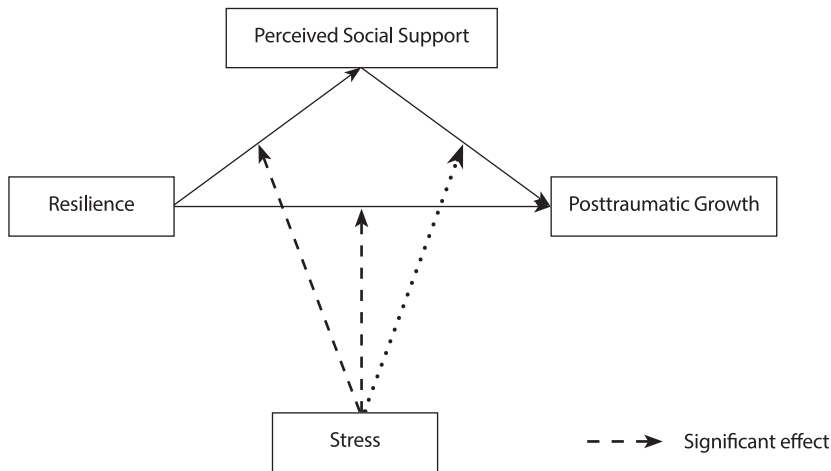 Perceived Social Support
Resilience
Posttraumatic Growth
Stress
Significant effect